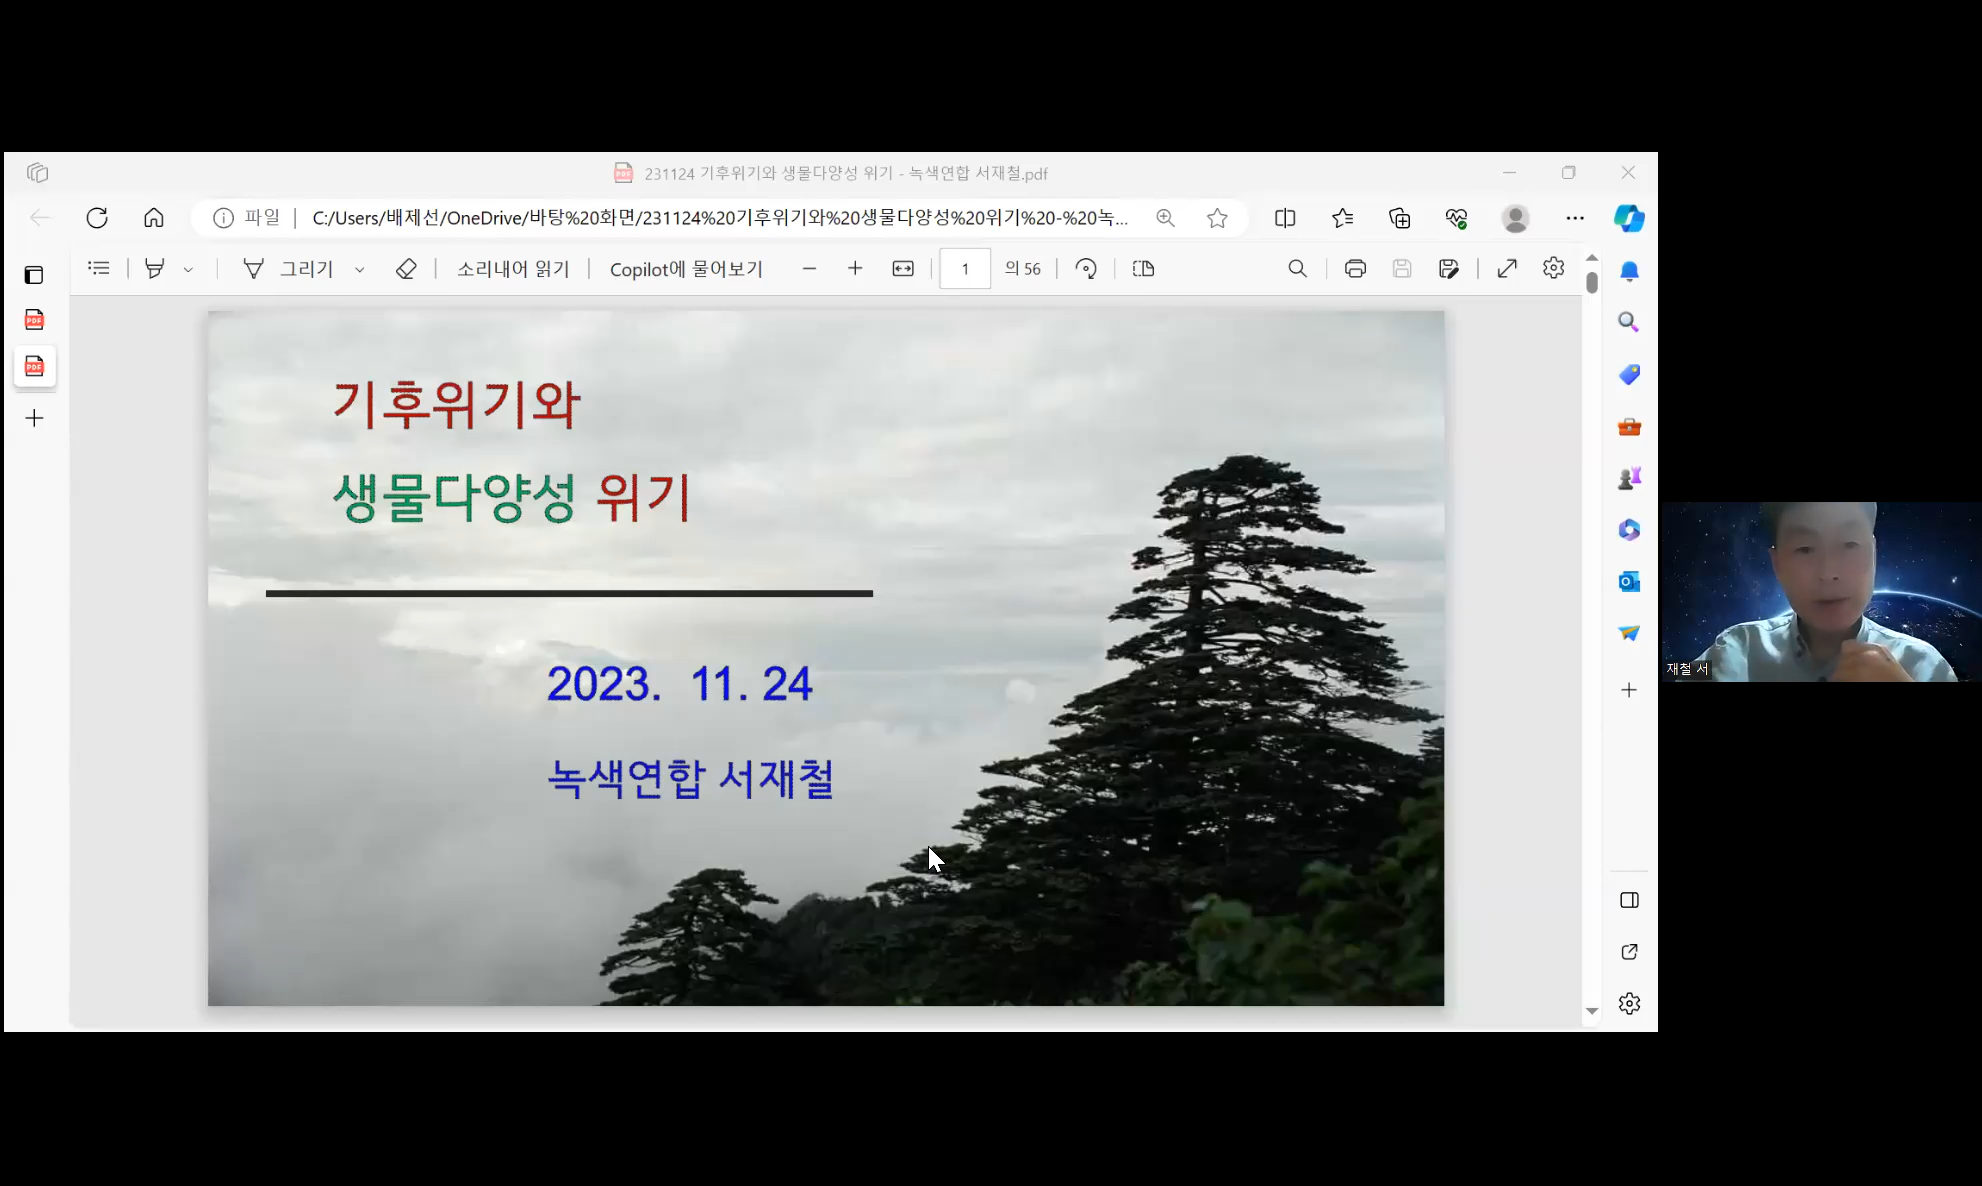 231124 기후위기와 생물다양성 위기 - 녹색연합 서재철.pdf
파일
C:/Users/배제선/OneDrive/바탕%20화면/231124%20기후위기와%20생물다양성%20위기%20-%20녹...
그리기
소리내어 읽기
Copilot에 물어보기
1
의 56
기후위기와
생물다양성 위기
2023. 11. 24
녹색연합 서재철
재철 서